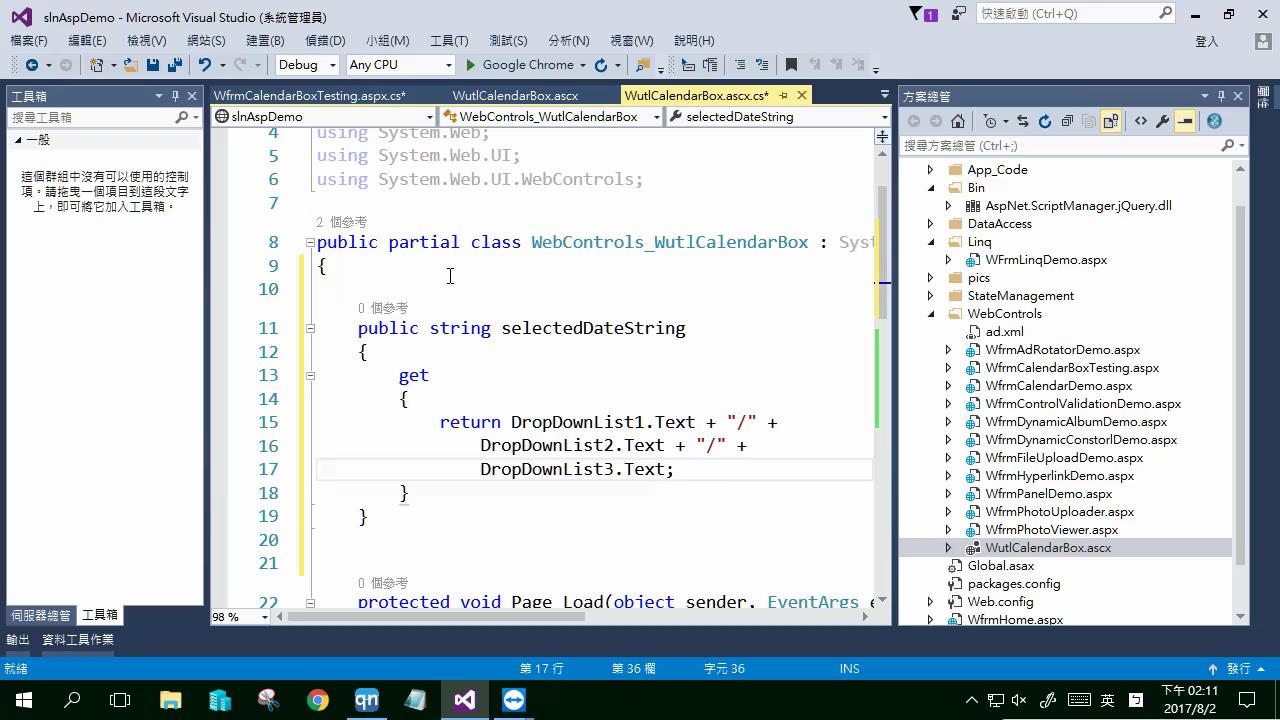 slnAspDemo - Microsoft Visual Studio (系統管理員)
1
快速啟動 (Ctrl+Q)
檔案(F) 編輯(E) 檢視(V) 網站(S) 建置(B) 偵錯(D) 小組(M) 工具(T) 測試(S) 分析(N) 視窗(W) 說明(H)
登入
Debug Any CPU Google Chrome
工具箱
搜尋工具箱
一般
這個群組中沒有可以使用的控制
項。請拖曳一個項目到這段文字
上，即可將它加入工具箱。
伺服器總管 工具箱
WfrmCalendarBoxTesting.aspx.cs* WutlCalendarBox.ascx WutlCalendarBox.ascx.cs*
slnAspDemo WebControls_WutlCalendarBox selectedDateString
4 using System.Web;
5 using System.Web.UI;
6 using System.Web.UI.WebControls;
7
2 個參考
8 public partial class WebControls_WutlCalendarBox : Syst
9 {
10
0 個參考
11 public string selectedDateString
12 {
13 get
14 {
15 return DropDownList1.Text + "/" +
16 DropDownList2.Text + "/" +
17 DropDownList3.Text;
18 }
19 }
20
21
0 個參考
22 protected void Page_Load(object sender, EventArgs e
98 %
方案總管
搜尋方案總管 (Ctrl+;)
App_Code
Bin
AspNet.ScriptManager.jQuery.dll
DataAccess
Linq
WFrmLinqDemo.aspx
pics
StateManagement
WebControls
ad.xml
WfrmAdRotatorDemo.aspx
WfrmCalendarBoxTesting.aspx
WfrmCalendarDemo.aspx
WfrmControlValidationDemo.aspx
WfrmDynamicAlbumDemo.aspx
WfrmDynamicConstorlDemo.aspx
WfrmFileUploadDemo.aspx
WfrmHyperlinkDemo.aspx
WfrmPanelDemo.aspx
WfrmPhotoUploader.aspx
WfrmPhotoViewer.aspx
WutlCalendarBox.ascx
Global.asax
packages.config
Web.config
WfrmHome.aspx
輸出 資料工具作業
就緒 第 17 行 第 36 欄 字元 36 INS 發行
qn
英
下午 02:11
2017/8/2